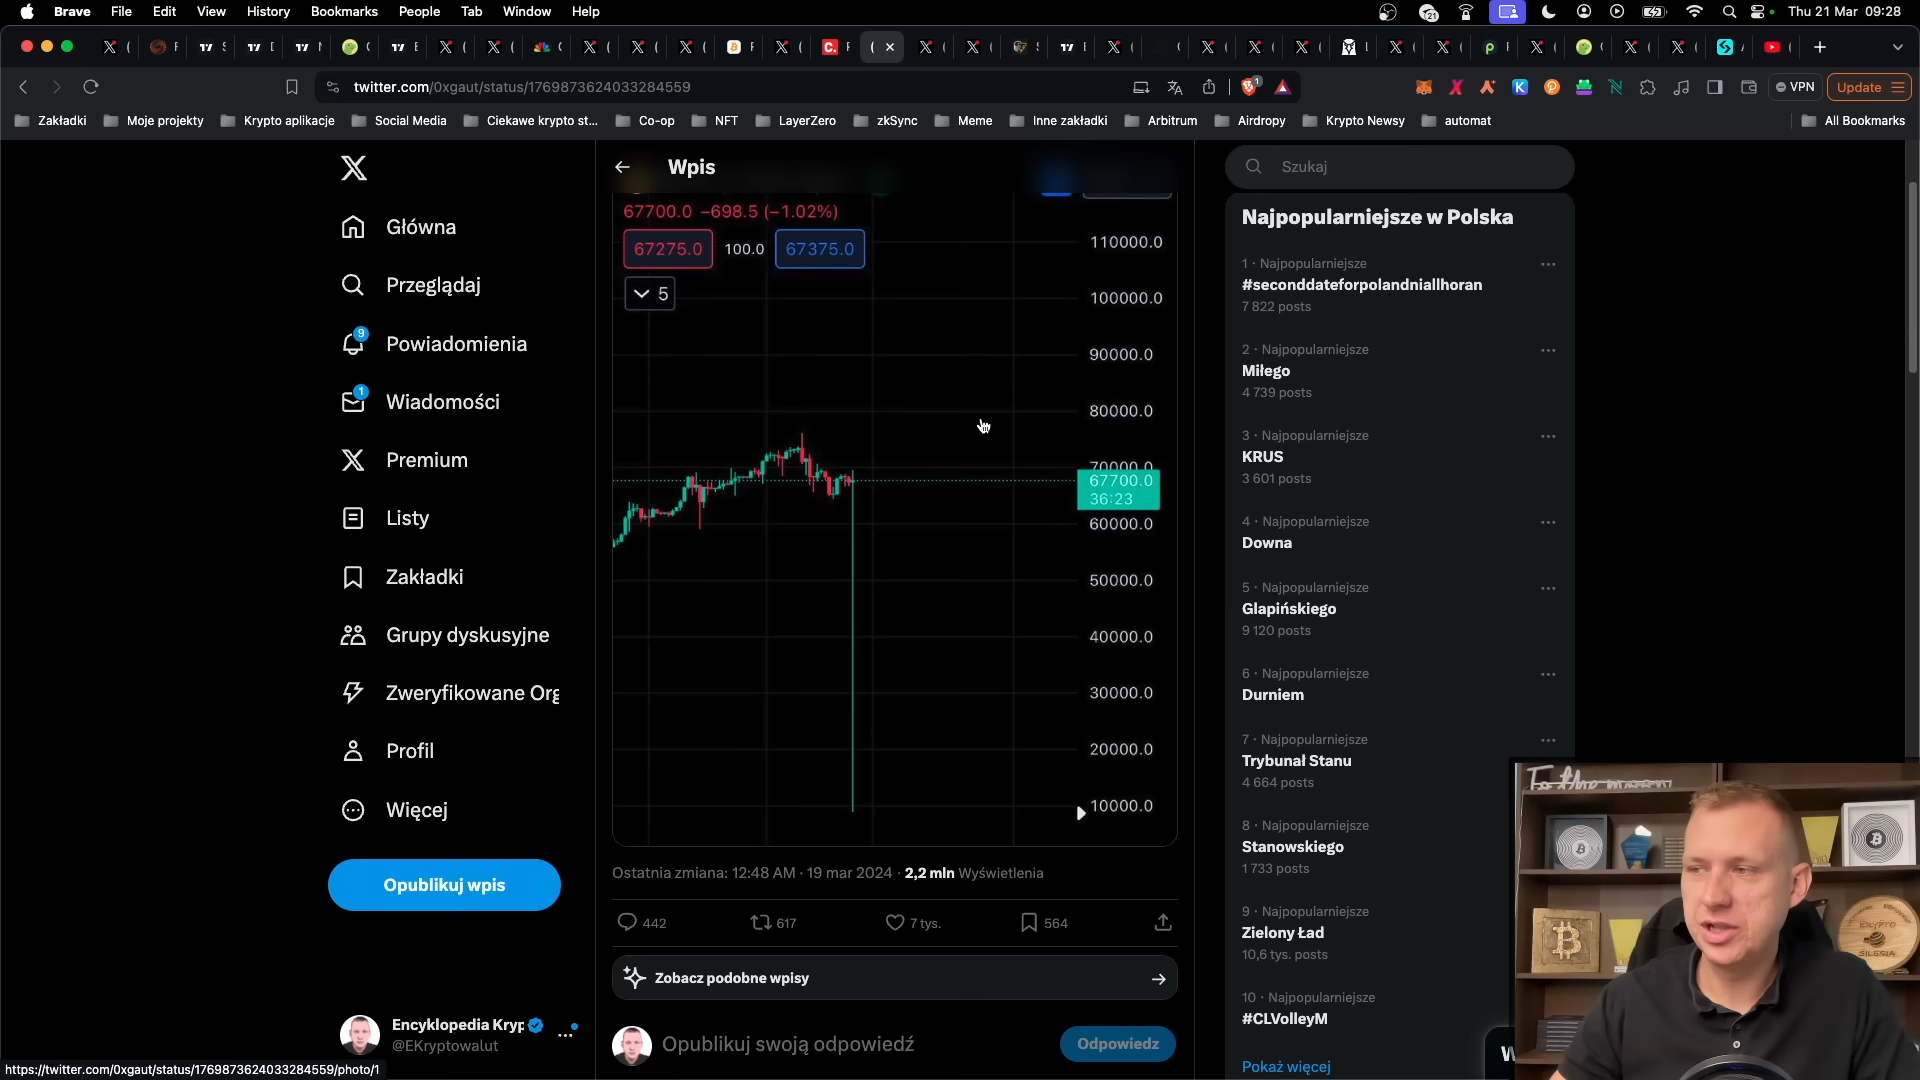 Brave File Edit View History Bookmarks People Tab Window Help
21
Thu 21 Mar 09:28
twitter.com/0xgaut/status/1769873624033284559
1
VPN
Update
Zakładki
Moje projekty
Krypto aplikacje
Social Media
Ciekawe krypto st...
Co-op
NFT
LayerZero
zkSync
Meme
Inne zakładki
Arbitrum
Airdropy
Krypto Newsy
automat
All Bookmarks
Główna
Przeglądaj
9
Powiadomienia
1
Wiadomości
Premium
Listy
Zakładki
Grupy dyskusyjne
Zweryfikowane Org
Profil
Więcej
Opublikuj wpis
Encyklopedia Kryp
@EKryptowalut
...
https://twitter.com/0xgaut/status/1769873624033284559/photo/1
Wpis
67700.0 −698.5 (−1.02%)
67275.0 100.0 67375.0
5
110000.0
100000.0
90000.0
80000.0
70000.0
67700.0
36:23
60000.0
50000.0
40000.0
30000.0
20000.0
10000.0
Ostatnia zmiana: 12:48 AM · 19 mar 2024 · 2,2 mln Wyświetlenia
442
617
7 tys.
564
Zobacz podobne wpisy
Opublikuj swoją odpowiedź
Odpowiedz
Szukaj
Najpopularniejsze w Polska
1 · Najpopularniejsze
#seconddateforpolandniallhoran
7 822 posts
2 · Najpopularniejsze
Miłego
4 739 posts
3 · Najpopularniejsze
KRUS
3 601 posts
4 · Najpopularniejsze
Downa
5 · Najpopularniejsze
Glapińskiego
9 120 posts
6 · Najpopularniejsze
Durniem
7 · Najpopularniejsze
Trybunał Stanu
4 664 posts
8 · Najpopularniejsze
Stanowskiego
1 733 posts
9 · Najpopularniejsze
Zielony Ład
10,6 tys. posts
10 · Najpopularniejsze
#CLVolleyM
Pokaż więcej
To the moon
KRYPTO
SILESIA